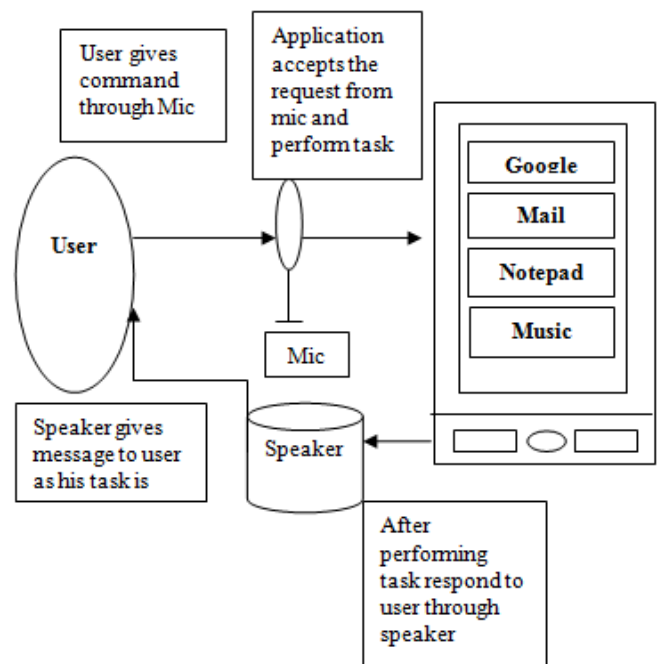 User gives
command
through Mic
Application
accepts the
request from
mic and
perform task
Google
Mail
Notepad
Music
User
Mic
Speaker gives
message to user
as his task is
Speaker
After
performing
task respond to
user through
speaker